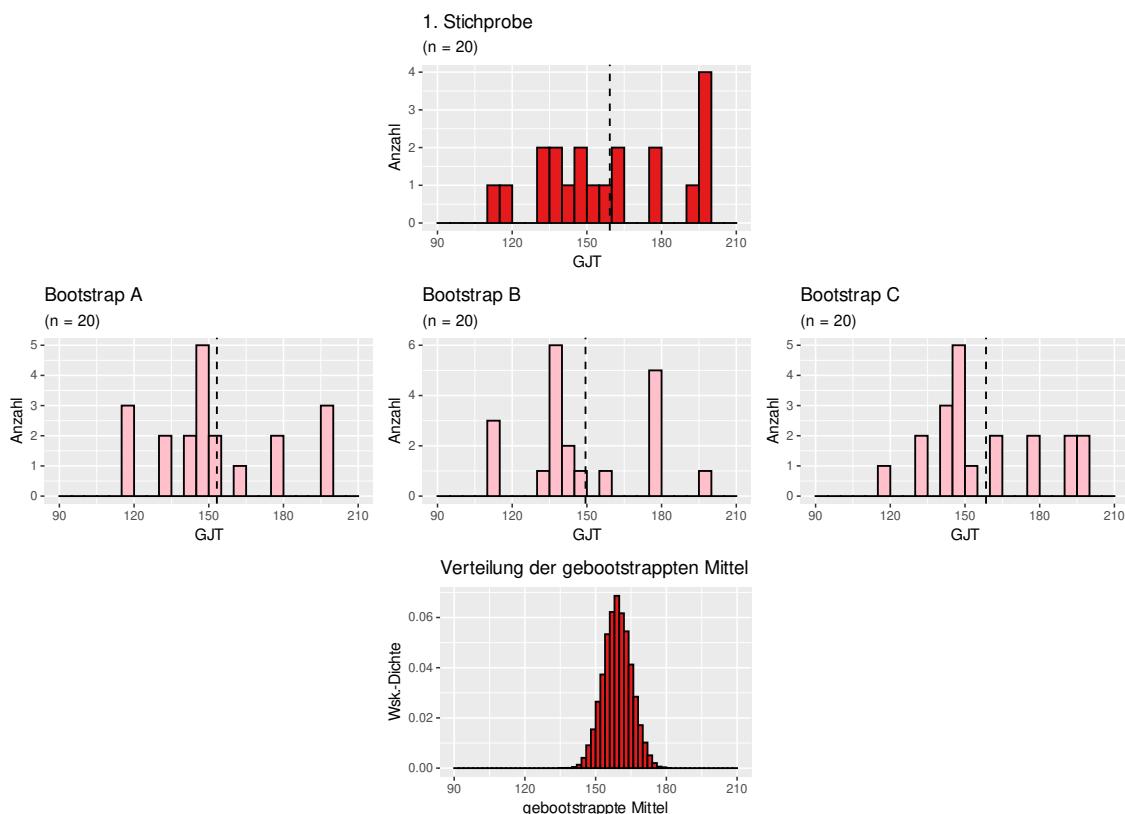 1. Stichprobe
(n = 20)
Anzahl
4
3
2
1
0
90 120 150 180 210
GJT
Bootstrap A
(n = 20)
Anzahl
5
4
3
2
1
0
90 120 150 180 210
GJT
Bootstrap B
(n = 20)
Anzahl
6
4
2
0
90 120 150 180 210
GJT
Bootstrap C
(n = 20)
Anzahl
5
4
3
2
1
0
90 120 150 180 210
GJT
Verteilung der gebootstrappten Mittel
Wsk.-Dichte
0.06
0.04
0.02
0.00
90 120 150 180 210
gebootstrappte Mittel